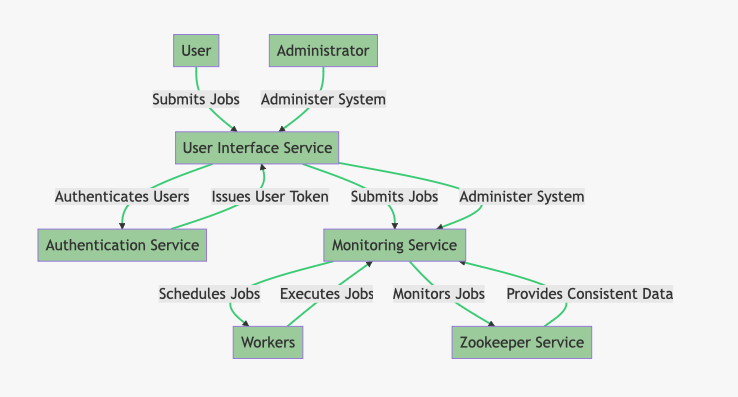 User
Administrator
Submits Jobs
Administer System
User Interface Service
Authenticates Users
Issues User Token
Submits Jobs
Administer System
Authentication Service
Monitoring Service
Schedules Jobs
Executes Jobs
Monitors Jobs
Provides Consistent Data
Workers
Zookeeper Service